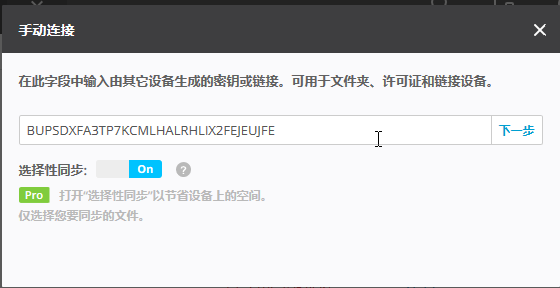 手动连接
在此字段中输入由其它设备生成的密钥或链接。可用于文件夹、许可证和链接设备。
BUPSDXFA3TP7KCMLHALRHLIX2FEJEUJFE
下一步
选择性同步: On ?
Pro 打开“选择性同步”以节省设备上的空间。
仅选择您要同步的文件。